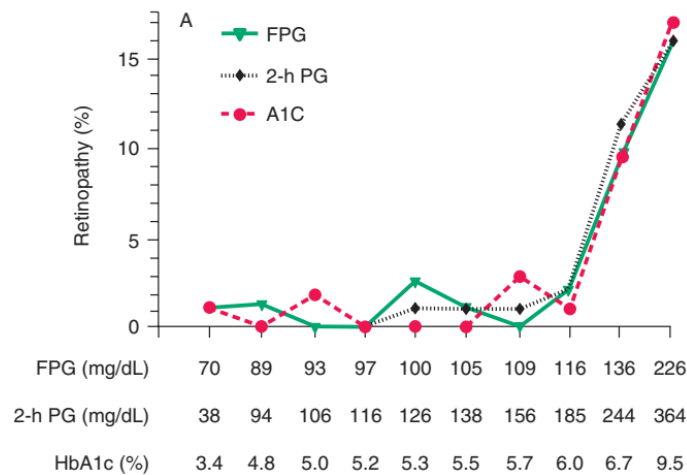 A
FPG
2-h PG
A1C
Retinopathy (%)
15
10
5
0
FPG (mg/dL) 70 89 93 97 100 105 109 116 136 226
2-h PG (mg/dL) 38 94 106 116 126 138 156 185 244 364
HbA1c (%) 3.4 4.8 5.0 5.2 5.3 5.5 5.7 6.0 6.7 9.5